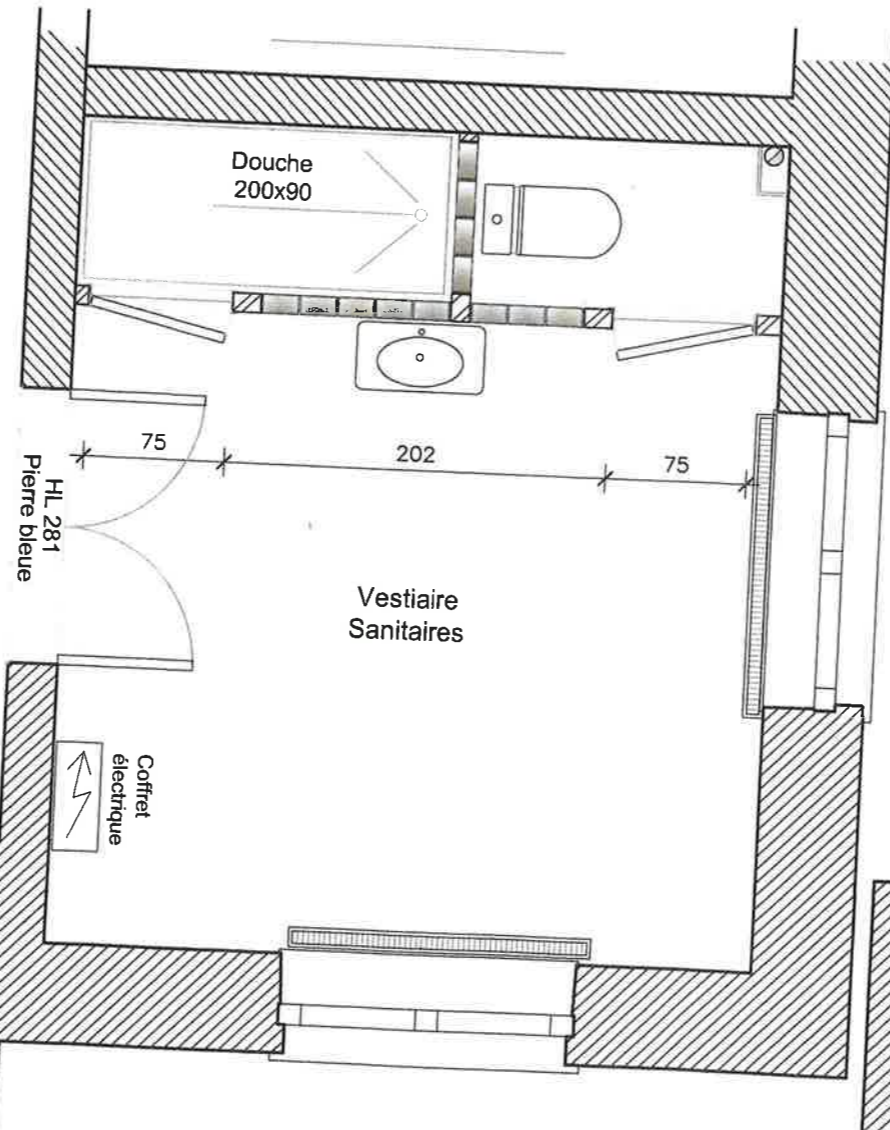 Douche
200x90
75
202
75
HL 281
Pierre bleue
Vestiaire
Sanitaires
Coffret
électrique